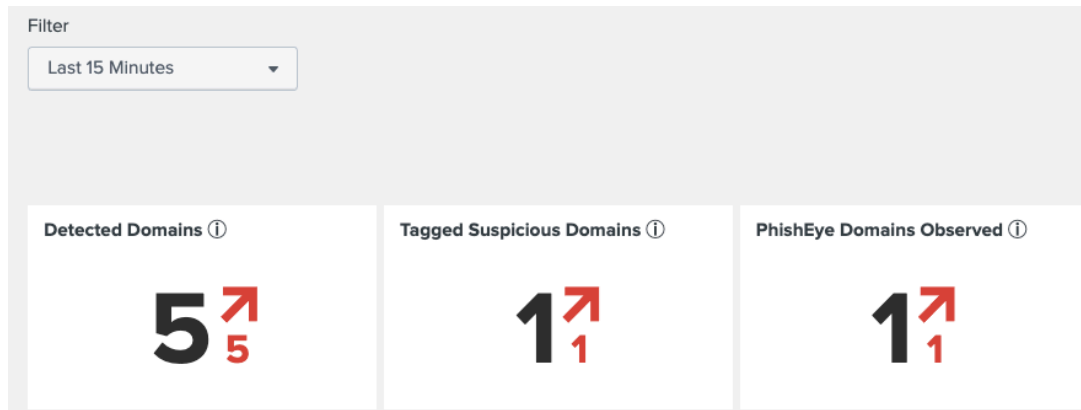 Filter
Last 15 Minutes
Detected Domains ⓘ
5 5
Tagged Suspicious Domains ⓘ
1 1
PhishEye Domains Observed ⓘ
1 1